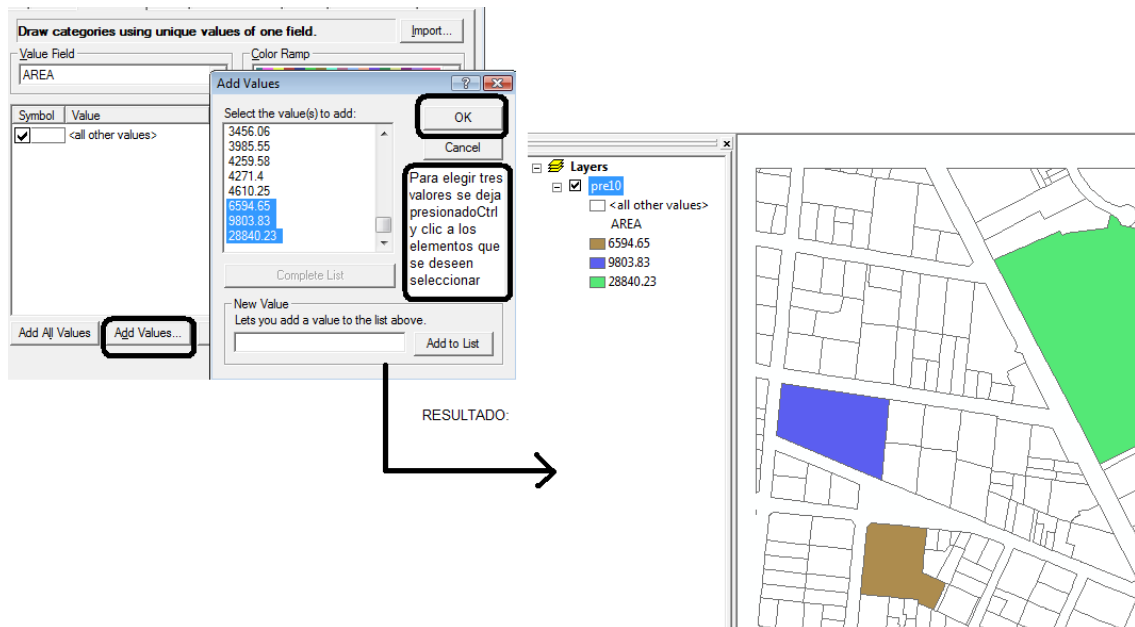 Draw categories using unique values of one field.
Import...
Value Field
Color Ramp
AREA
Symbol Value
<all other values>
Add All Values
Add Values...
Add Values
Select the value(s) to add:
3456.06
3985.55
4259.58
4271.4
4610.25
6594.65
9803.83
28840.23
OK
Cancel
Para elegir tres
valores se deja
presionadoCtrl
y clic a los
elementos que
se deseen
seleccionar
Complete List
New Value
Lets you add a value to the list above.
Add to List
RESULTADO:
Layers
pre10
<all other values>
AREA
6594.65
9803.83
28840.23